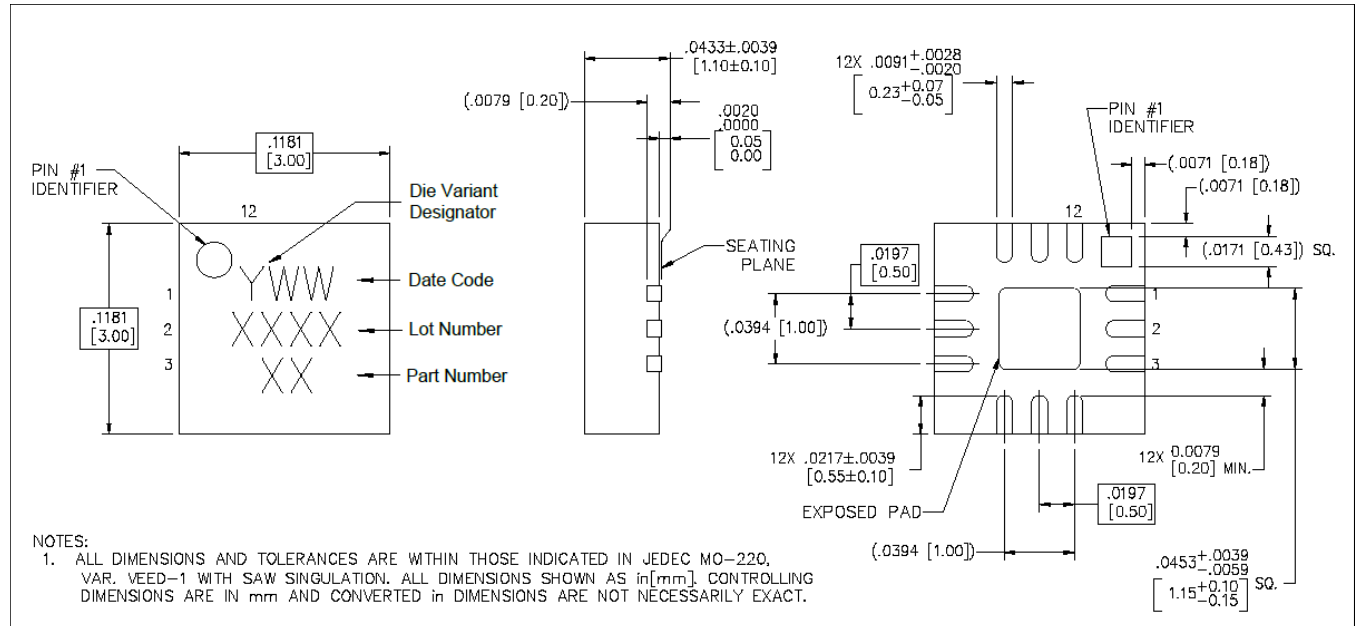 .1181
[3.00]
PIN #1
IDENTIFIER
12
Die Variant
Designator
YWW
Date Code
XXXX
Lot Number
XX
Part Number
1
2
3
.1181
[3.00]
.0433±.0039
[1.10±0.10]
(.0079 [0.20])
.0020
.0000
[0.05
0.00]
SEATING
PLANE
(.0394 [1.00])
.0197
[0.50]
12X .0091+.0028
-.0020
[0.23+0.07
-0.05]
PIN #1
IDENTIFIER
(.0071 [0.18])
(.0071 [0.18])
(.0171 [0.43]) SQ.
12
1
2
3
12X .0217±.0039
[0.55±0.10]
EXPOSED PAD
(.0394 [1.00])
.0197
[0.50]
12X 0.0079
[0.20] MIN.
.0453+.0039
-.0059
[1.15+0.10
-0.15] SQ.
NOTES:
1. ALL DIMENSIONS AND TOLERANCES ARE WITHIN THOSE INDICATED IN JEDEC MO-220,
VAR. VEED-1 WITH SAW SINGULATION. ALL DIMENSIONS SHOWN AS in[mm]. CONTROLLING
DIMENSIONS ARE IN mm AND CONVERTED in DIMENSIONS ARE NOT NECESSARILY EXACT.